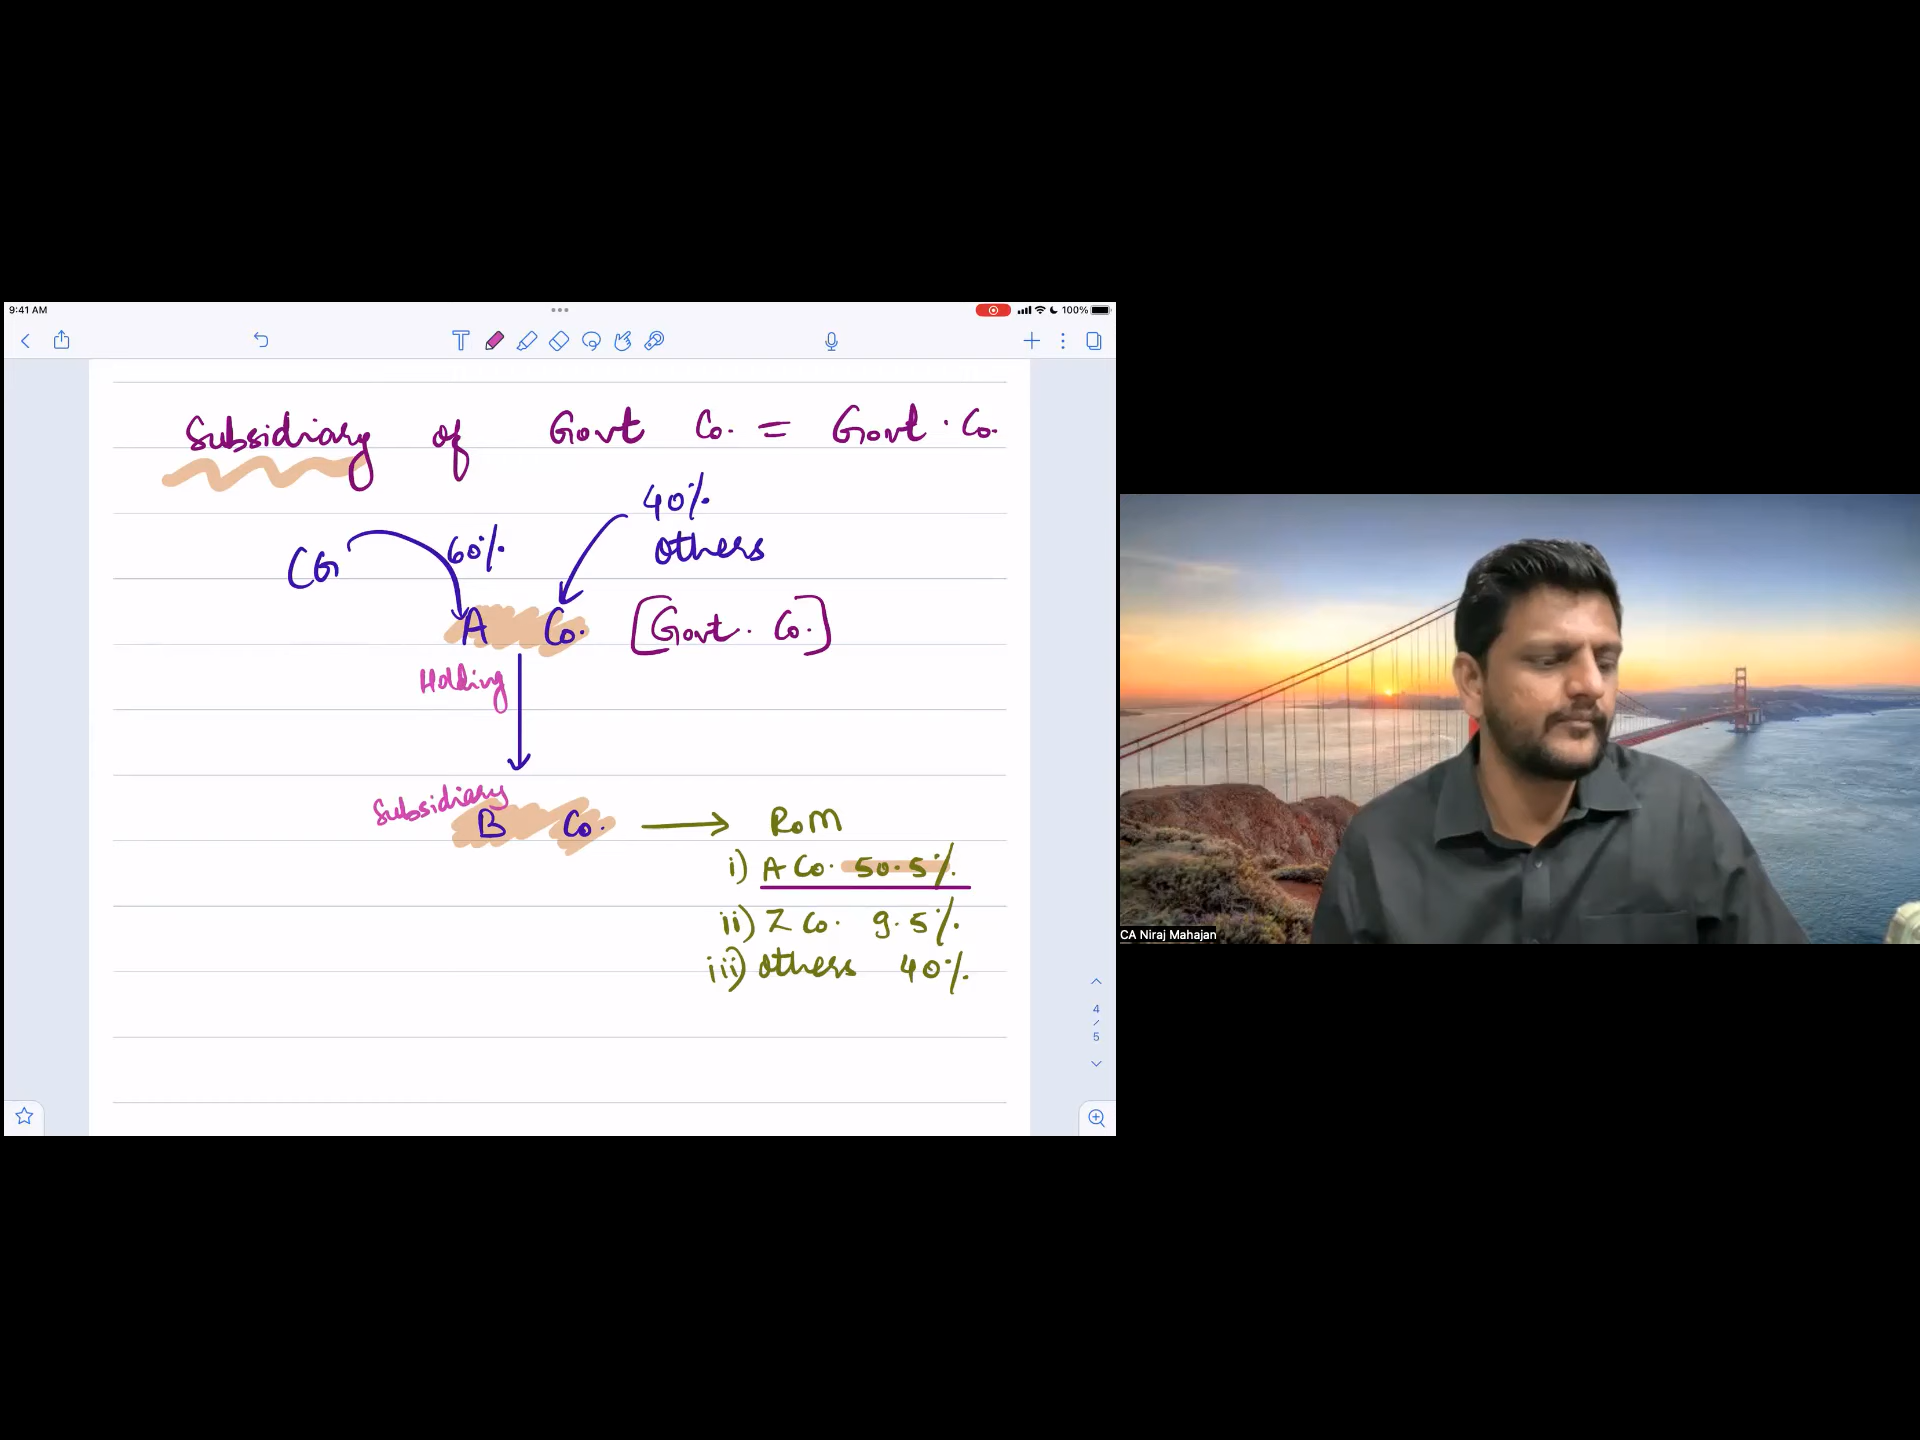 9:41 AM
100%
Subsidiary of Govt Co. = Govt. Co.
40%
CG 60% others
A Co. [Govt. Co.]
Holding
Subsidiary
B Co. → RoM
i) A Co. 50.5%
ii) Z Co. 9.5%
iii) others 40%
4
/
5
CA Niraj Mahajan